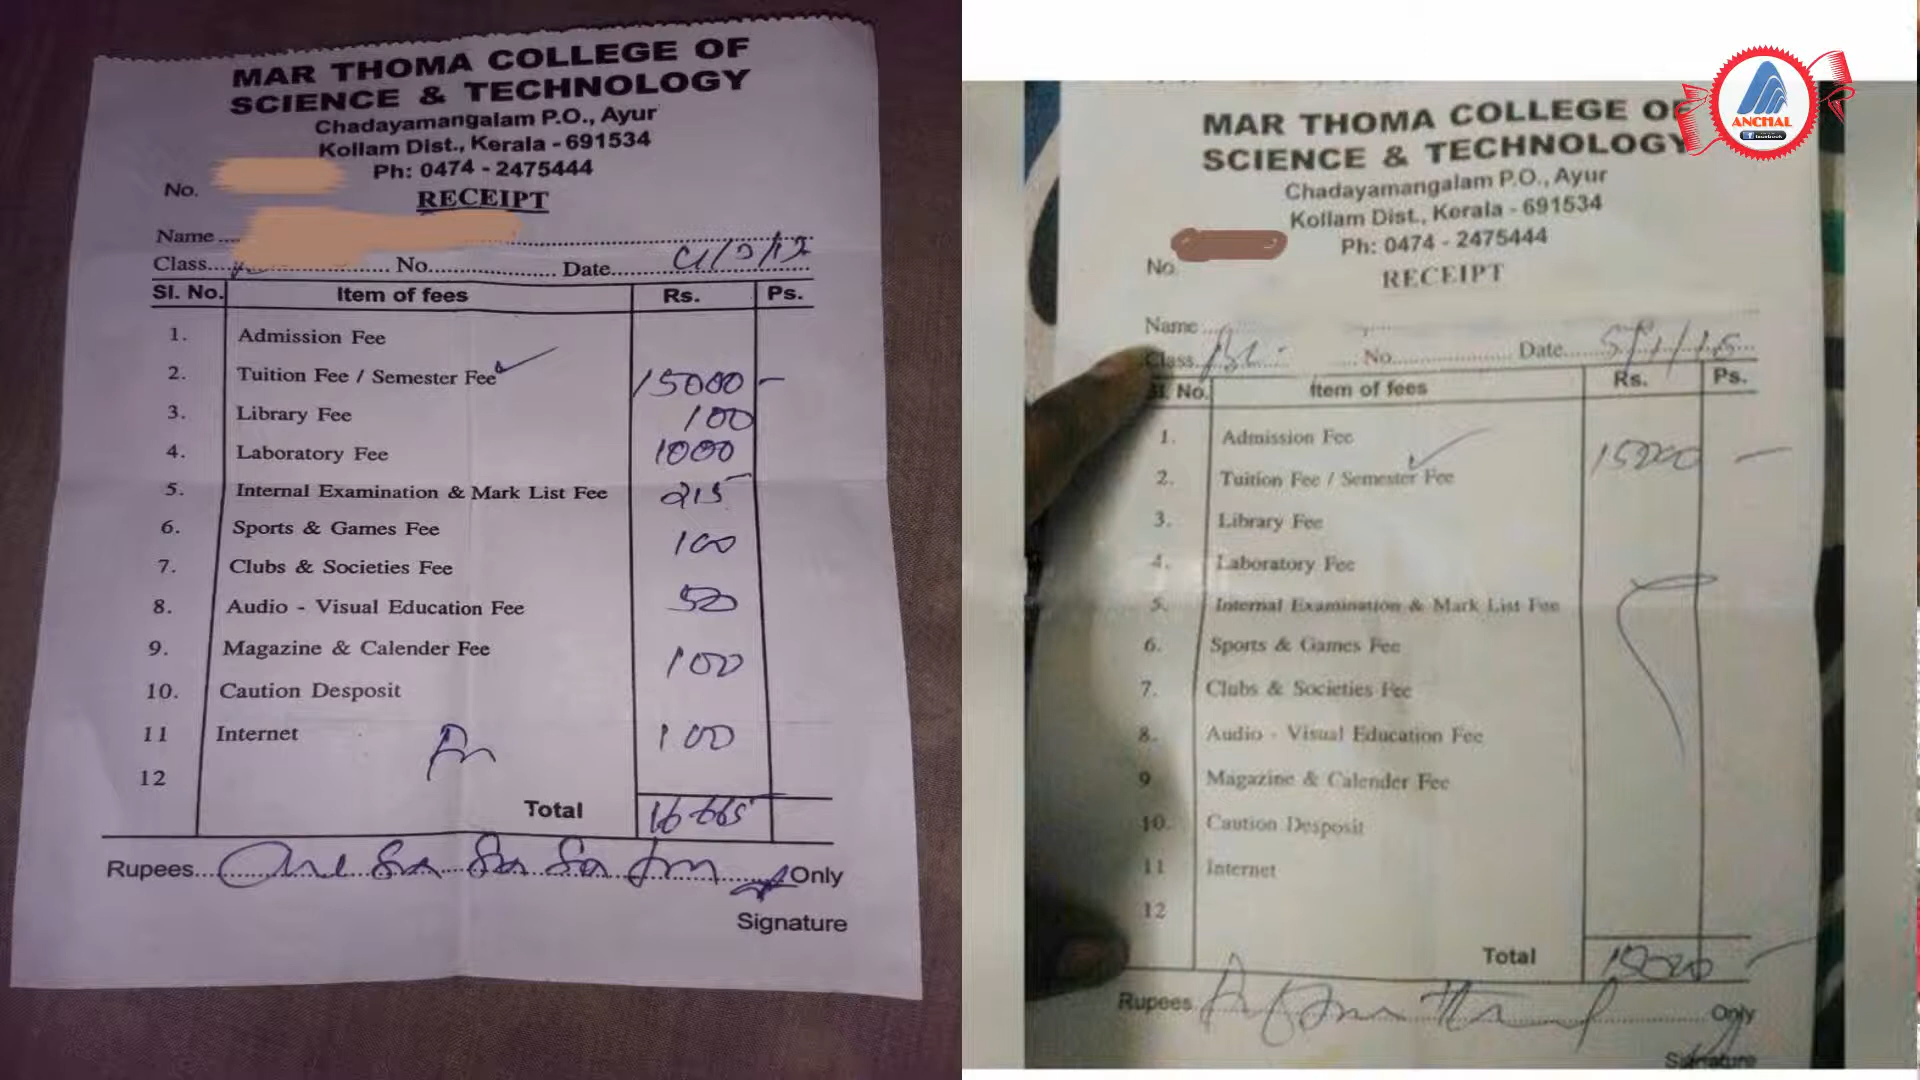 MAR THOMA COLLEGE OF
SCIENCE & TECHNOLOGY
Chadayamangalam P.O., Ayur
Kollam Dist., Kerala - 691534
Ph: 0474 - 2475444
No.
RECEIPT
Name
Class No. Date
Sl. No. Item of fees Rs. Ps.
1. Admission Fee
2. Tuition Fee / Semester Fee 15000 -
3. Library Fee 100
4. Laboratory Fee 1000
5. Internal Examination & Mark List Fee 215
6. Sports & Games Fee 100
7. Clubs & Societies Fee
8. Audio - Visual Education Fee 50
9. Magazine & Calender Fee 100
10. Caution Desposit
11 Internet 100
12
Total 16665
Rupees Only
Signature
MAR THOMA COLLEGE OF
SCIENCE & TECHNOLOGY
Chadayamangalam P.O., Ayur
Kollam Dist., Kerala - 691534
Ph: 0474 - 2475444
No.
RECEIPT
Name
Class No. Date
Sl. No. Item of fees Rs. Ps.
1. Admission Fee 15000 -
2. Tuition Fee / Semester Fee
3. Library Fee
4. Laboratory Fee
5. Internal Examination & Mark List Fee
6. Sports & Games Fee
7. Clubs & Societies Fee
8. Audio - Visual Education Fee
9 Magazine & Calender Fee
10. Caution Desposit
11 Internet
12
Total 15000
Rupees Only
Signature
ANCHAL
facebook